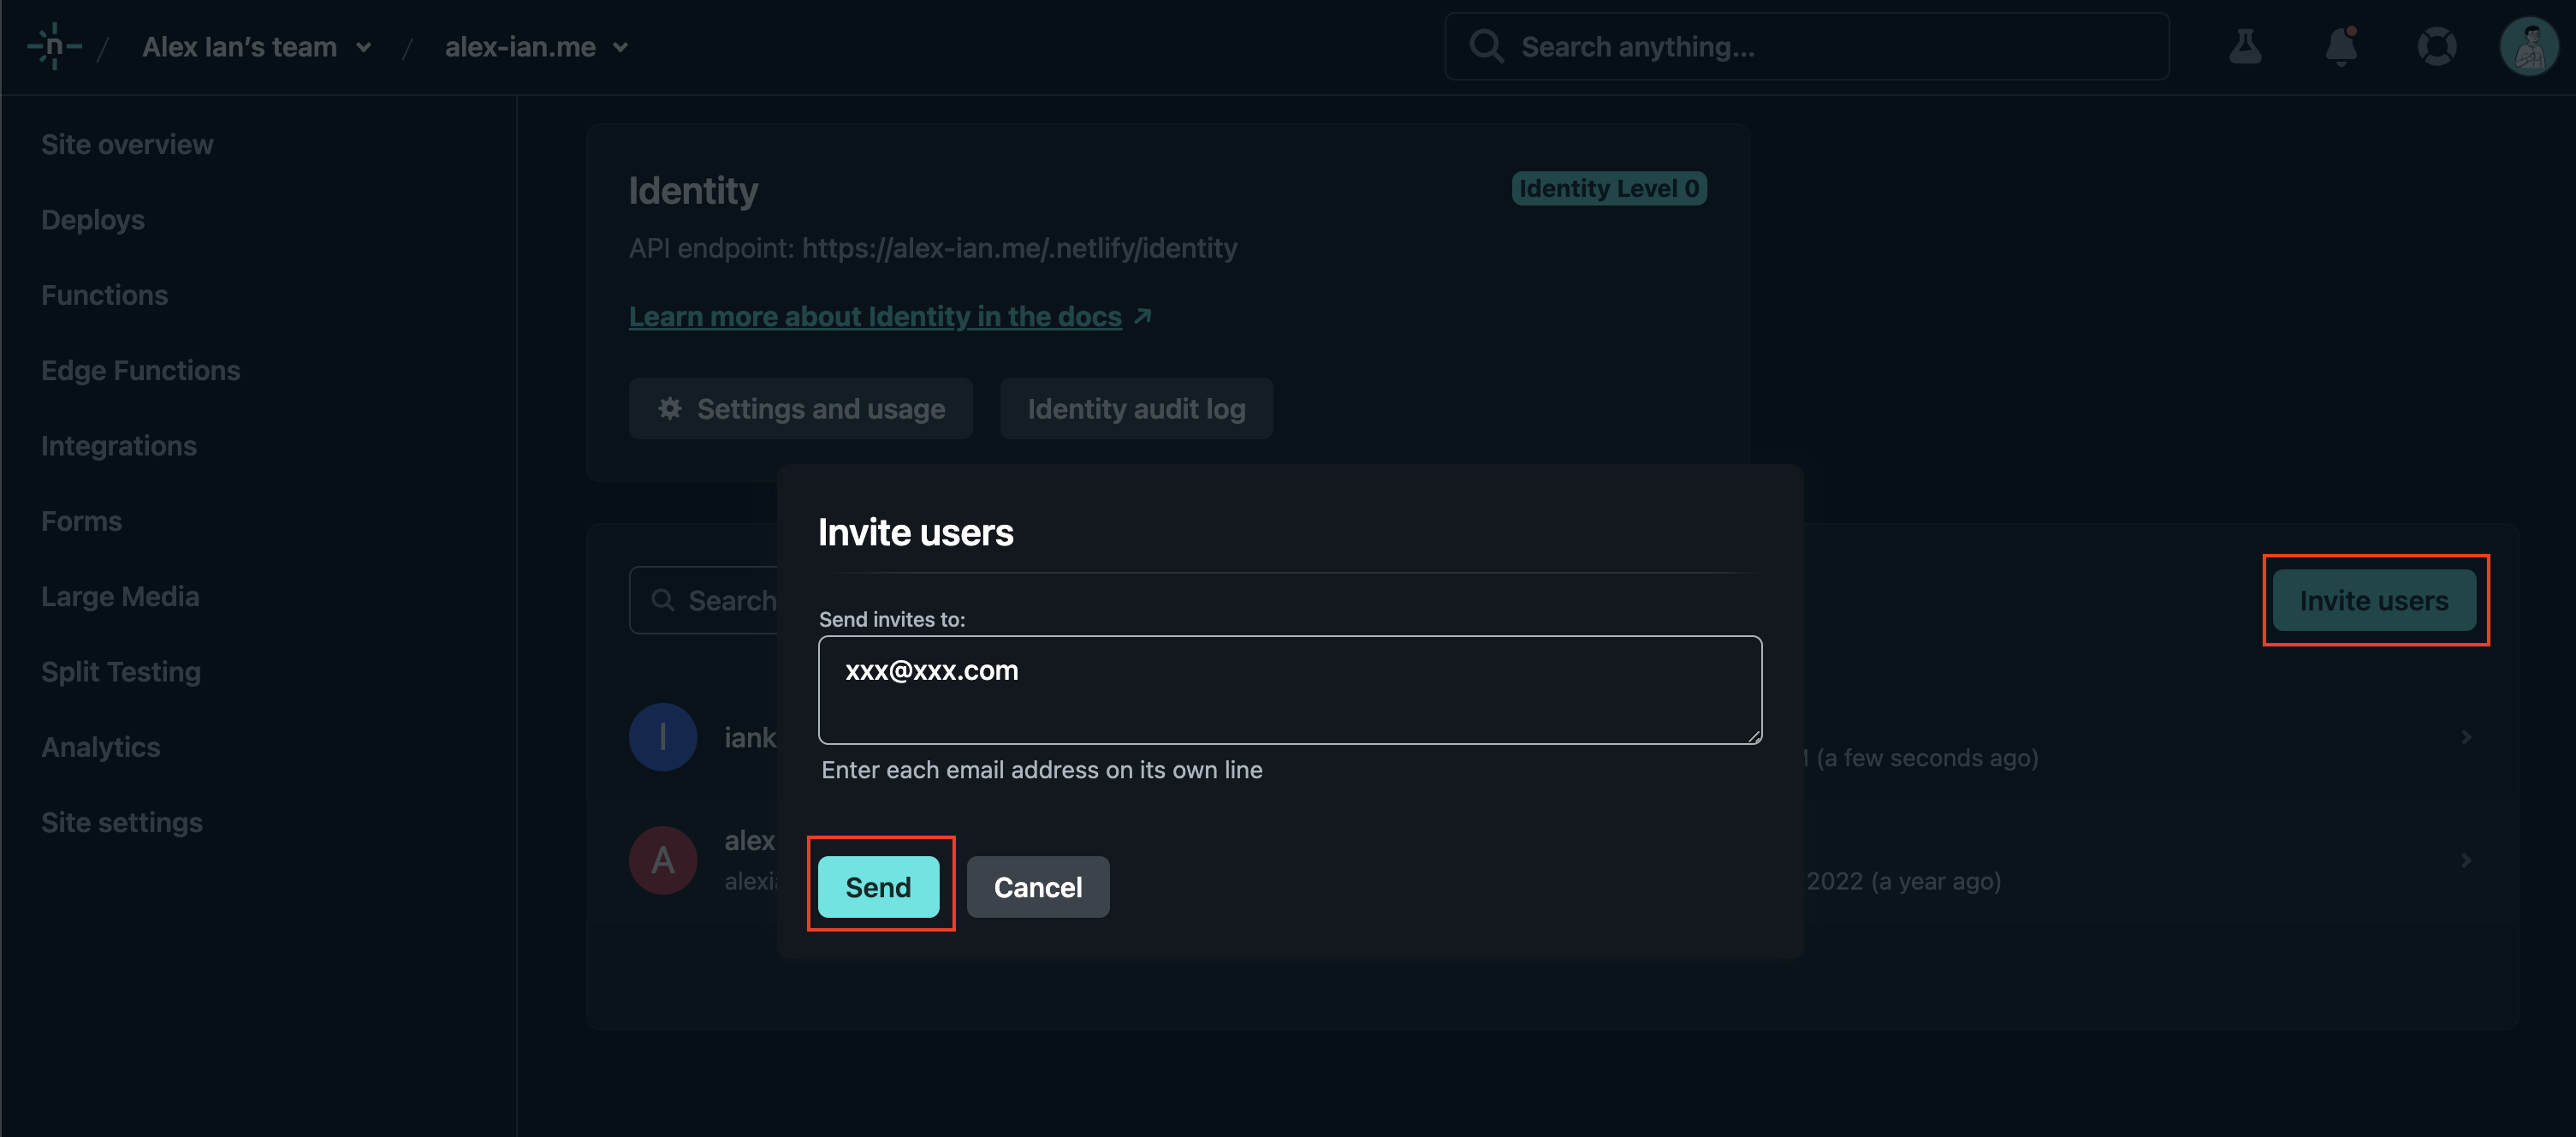 n / Alex Ian's team / alex-ian.me
Search anything...
Site overview
Deploys
Functions
Edge Functions
Integrations
Forms
Large Media
Split Testing
Analytics
Site settings
Identity
Identity Level 0
API endpoint: https://alex-ian.me/.netlify/identity
Learn more about Identity in the docs
Settings and usage
Identity audit log
Search
Invite users
I
iank
(a few seconds ago)
A
alex
2022 (a year ago)
Invite users
Send invites to:
xxx@xxx.com
Enter each email address on its own line
Send
Cancel